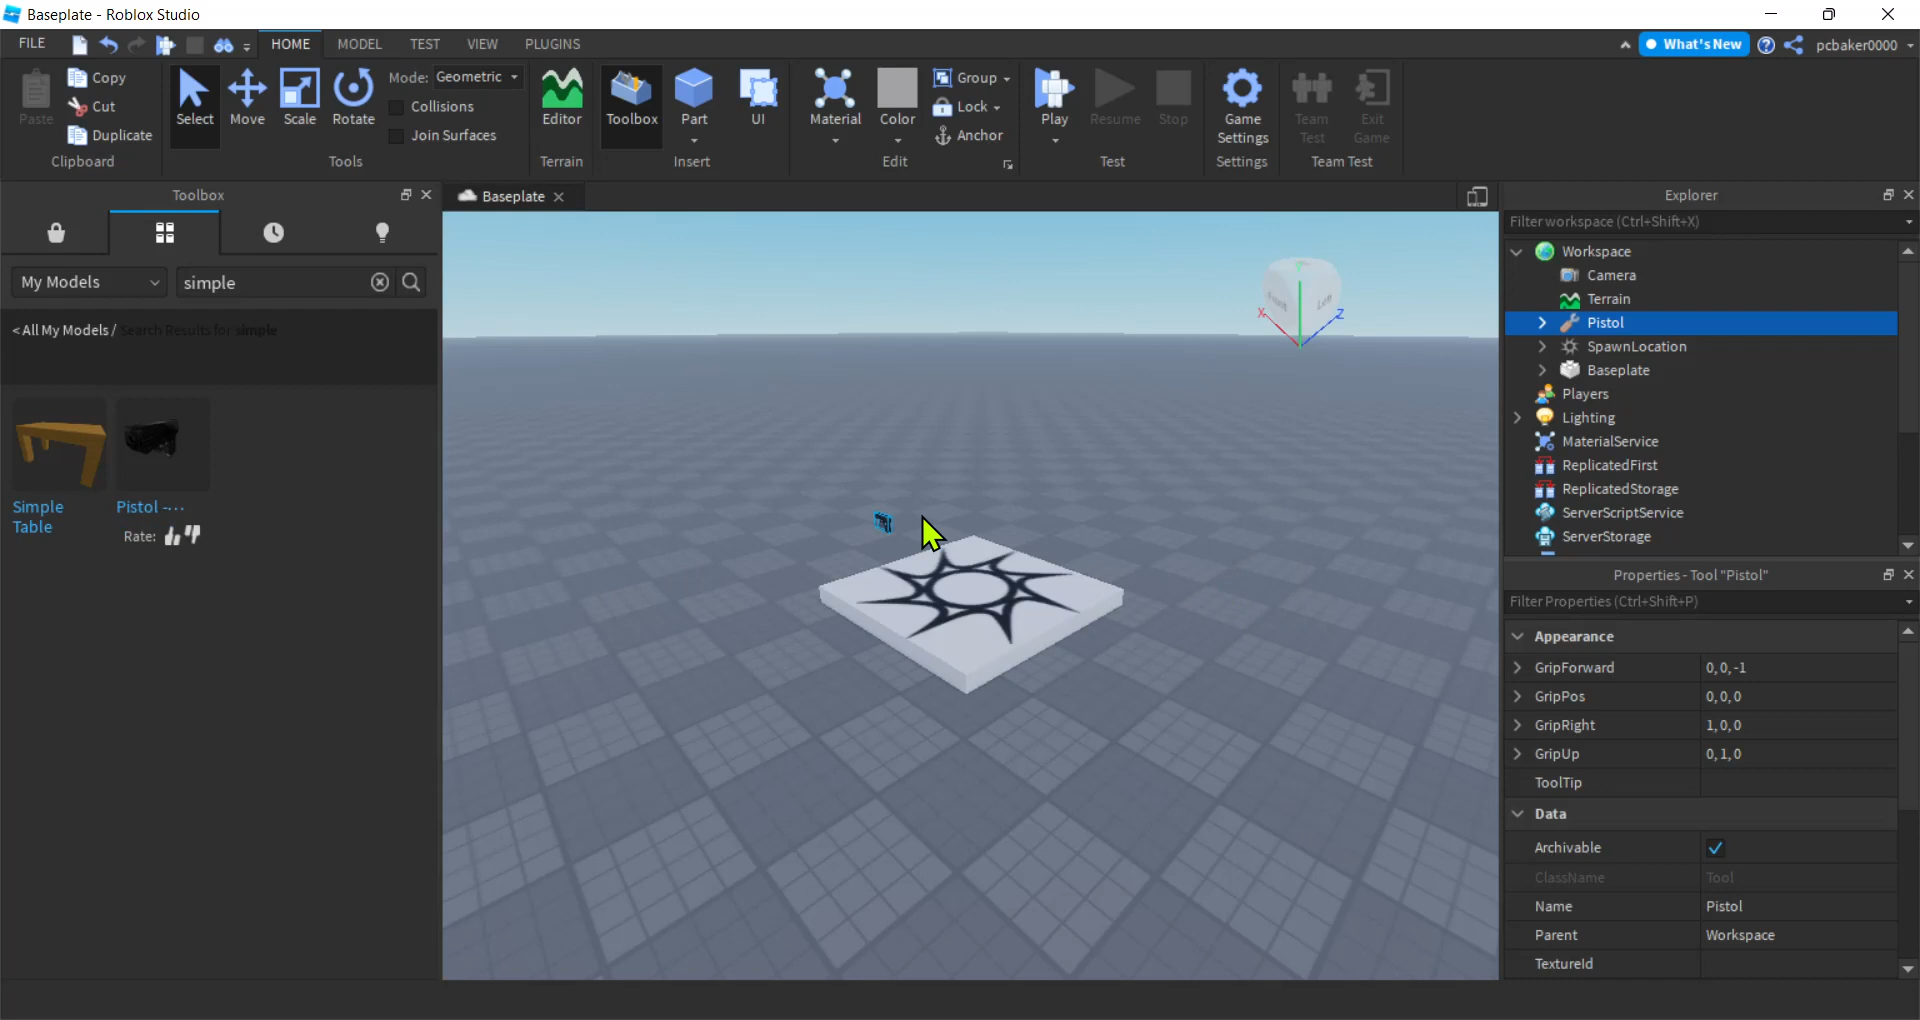 Baseplate - Roblox Studio
FILE HOME MODEL TEST VIEW PLUGINS What's New pcbaker0000
Paste Copy Cut Duplicate
Clipboard
Select Move Scale Rotate
Mode: Geometric
Collisions
Join Surfaces
Tools
Editor
Terrain
Toolbox Part UI
Insert
Material Color
Group
Lock
Anchor
Edit
Play Resume Stop
Test
Game Settings
Settings
Team Test Exit Game
Team Test
Toolbox
My Models simple
< All My Models / Search Results for simple
Simple Table
Pistol -...
Rate:
Baseplate
Front Left
X Y Z
Explorer
Filter workspace (Ctrl+Shift+X)
Workspace
Camera
Terrain
Pistol
SpawnLocation
Baseplate
Players
Lighting
MaterialService
ReplicatedFirst
ReplicatedStorage
ServerScriptService
ServerStorage
Properties - Tool "Pistol"
Filter Properties (Ctrl+Shift+P)
Appearance
GripForward 0, 0, -1
GripPos 0, 0, 0
GripRight 1, 0, 0
GripUp 0, 1, 0
ToolTip
Data
Archivable
ClassName Tool
Name Pistol
Parent Workspace
TextureId